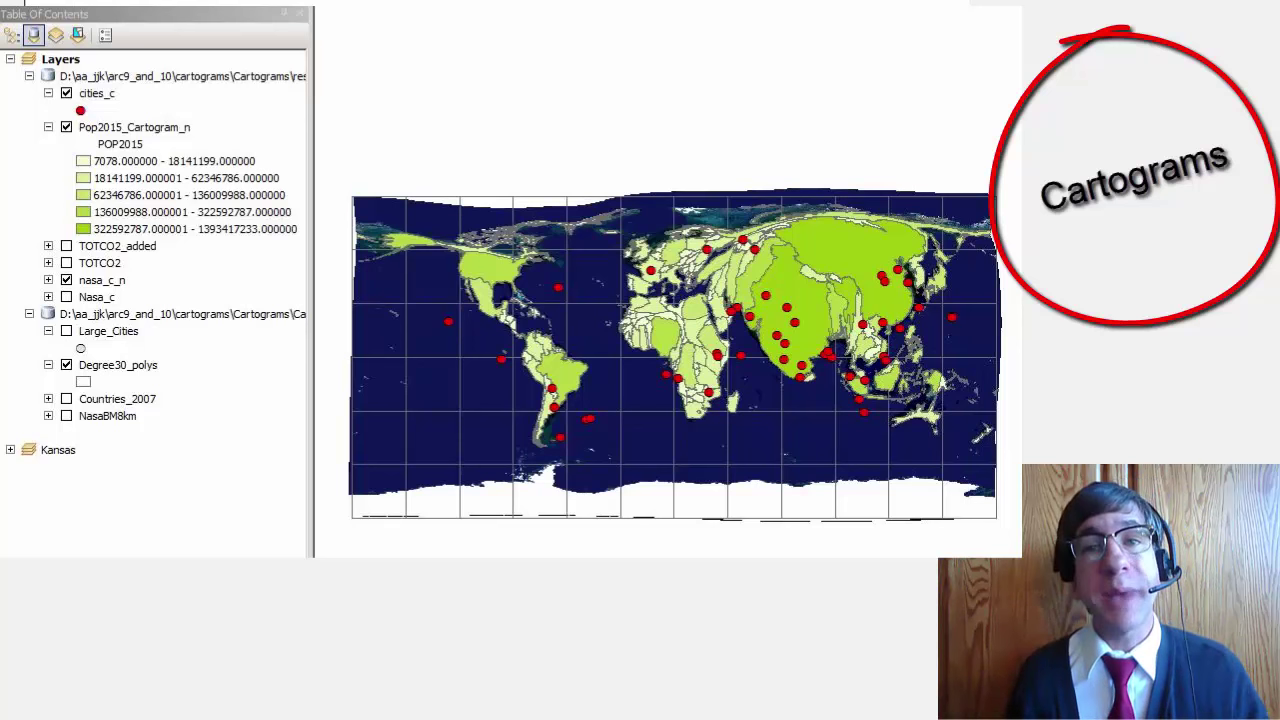 Table Of Contents
Layers
D:\aa_jjk\arc9_and_10\cartograms\Cartograms\res
cities_c
Pop2015_Cartogram_n
POP2015
7078.000000 - 18141199.000000
18141199.000001 - 62346786.000000
62346786.000001 - 136009988.000000
136009988.000001 - 322592787.000000
322592787.000001 - 1393417233.000000
TOTCO2_added
TOTCO2
nasa_c_n
Nasa_c
D:\aa_jjk\arc9_and_10\cartograms\Cartograms\Ca
Large_Cities
Degree30_polys
Countries_2007
NasaBM8km
Kansas
Cartograms